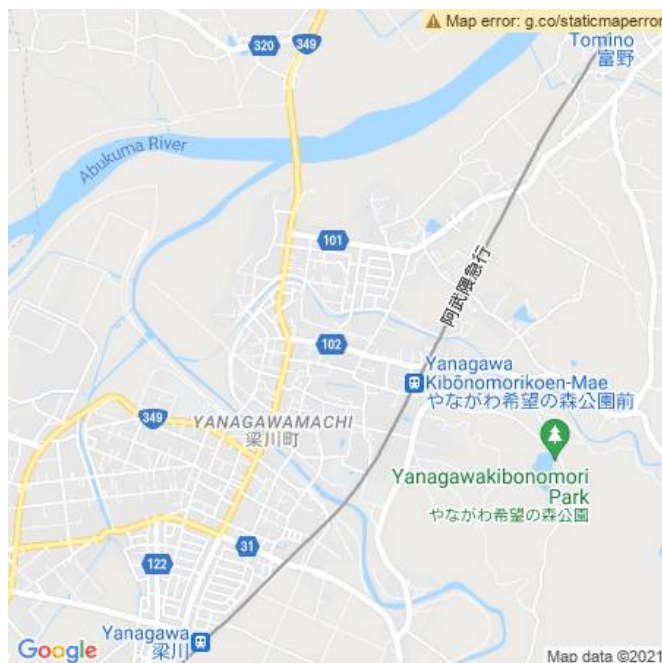 ⚠ Map error: g.co/staticmaperror
Tomino
富野
320
349
Abukuma River
101
阿武隈急行
102
Yanagawa
Kibōnomorikoen-Mae
やながわ希望の森公園前
349
YANAGAWAMACHI
梁川町
Yanagawakibonomori
Park
やながわ希望の森公園
31
122
Yanagawa
梁川
Google
Map data ©2021